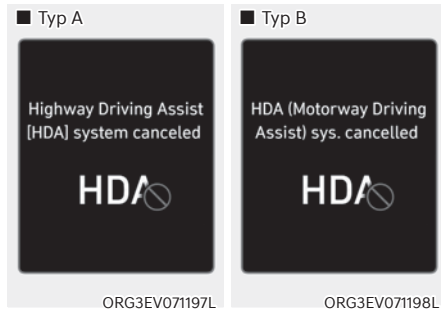 ■ Typ A
Highway Driving Assist
[HDA] system canceled
HDA
ORG3EV071197L
■ Typ B
HDA (Motorway Driving
Assist) sys. cancelled
HDA
ORG3EV071198L